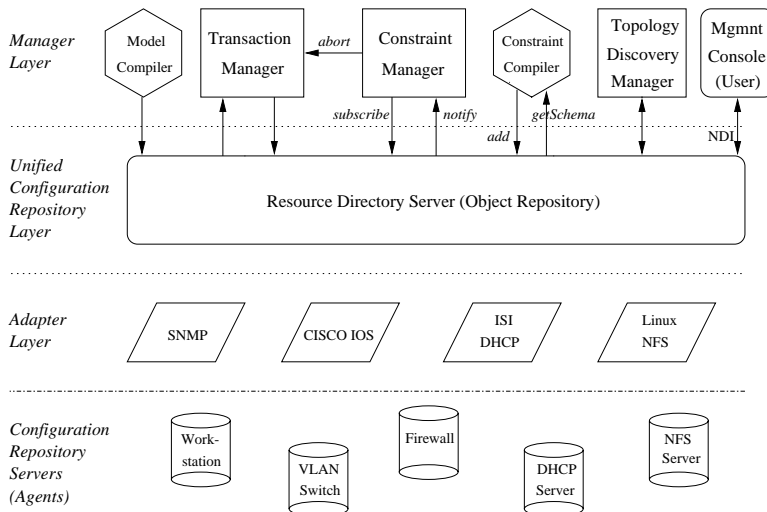 Manager
Layer
Model
Compiler
Transaction
Manager
abort
Constraint
Manager
Constraint
Compiler
Topology
Discovery
Manager
Mgmnt
Console
(User)
subscribe
notify
add
getSchema
NDI
Unified
Configuration
Repository
Layer
Resource Directory Server (Object Repository)
Adapter
Layer
SNMP
CISCO IOS
ISI
DHCP
Linux
NFS
Configuration
Repository
Servers
(Agents)
Work-
station
VLAN
Switch
Firewall
DHCP
Server
NFS
Server